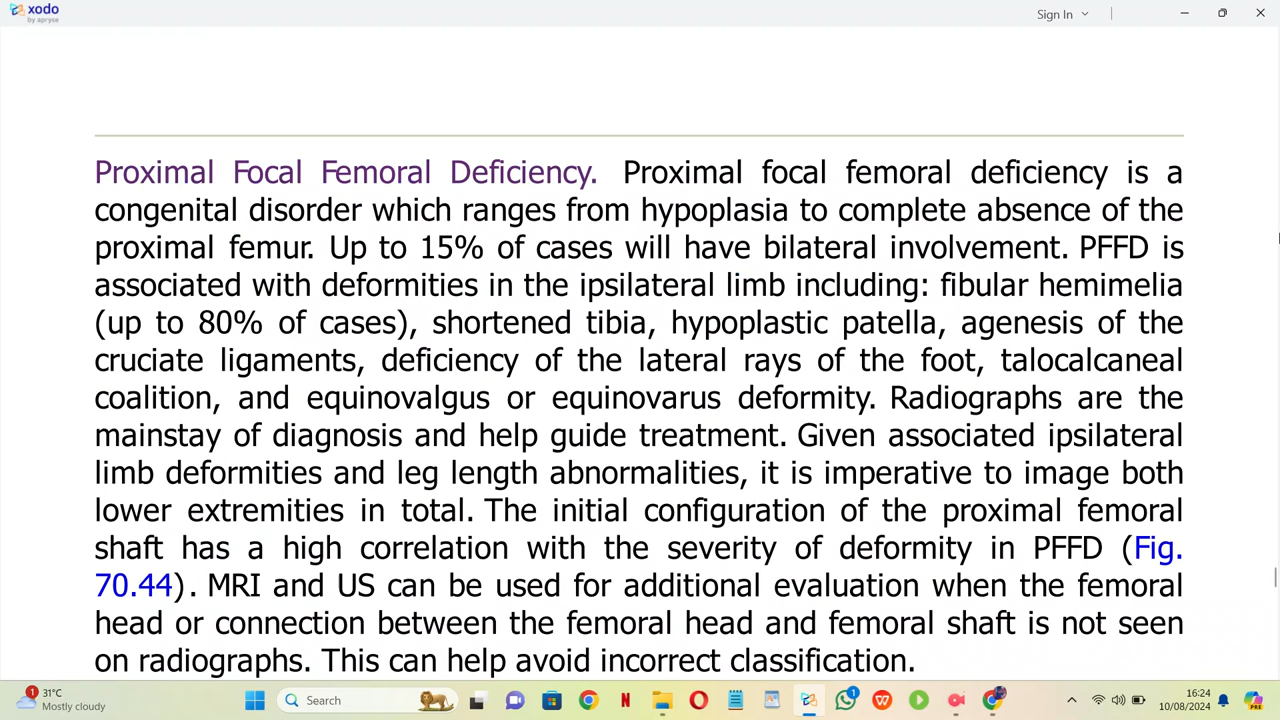 xodo
by apryse
Sign In
Proximal Focal Femoral Deficiency. Proximal focal femoral deficiency is a
congenital disorder which ranges from hypoplasia to complete absence of the
proximal femur. Up to 15% of cases will have bilateral involvement. PFFD is
associated with deformities in the ipsilateral limb including: fibular hemimelia
(up to 80% of cases), shortened tibia, hypoplastic patella, agenesis of the
cruciate ligaments, deficiency of the lateral rays of the foot, talocalcaneal
coalition, and equinovalgus or equinovarus deformity. Radiographs are the
mainstay of diagnosis and help guide treatment. Given associated ipsilateral
limb deformities and leg length abnormalities, it is imperative to image both
lower extremities in total. The initial configuration of the proximal femoral
shaft has a high correlation with the severity of deformity in PFFD (Fig.
70.44). MRI and US can be used for additional evaluation when the femoral
head or connection between the femoral head and femoral shaft is not seen
on radiographs. This can help avoid incorrect classification.
1
31°C
Mostly cloudy
Search
N
1
W
16:24
10/08/2024
PRE